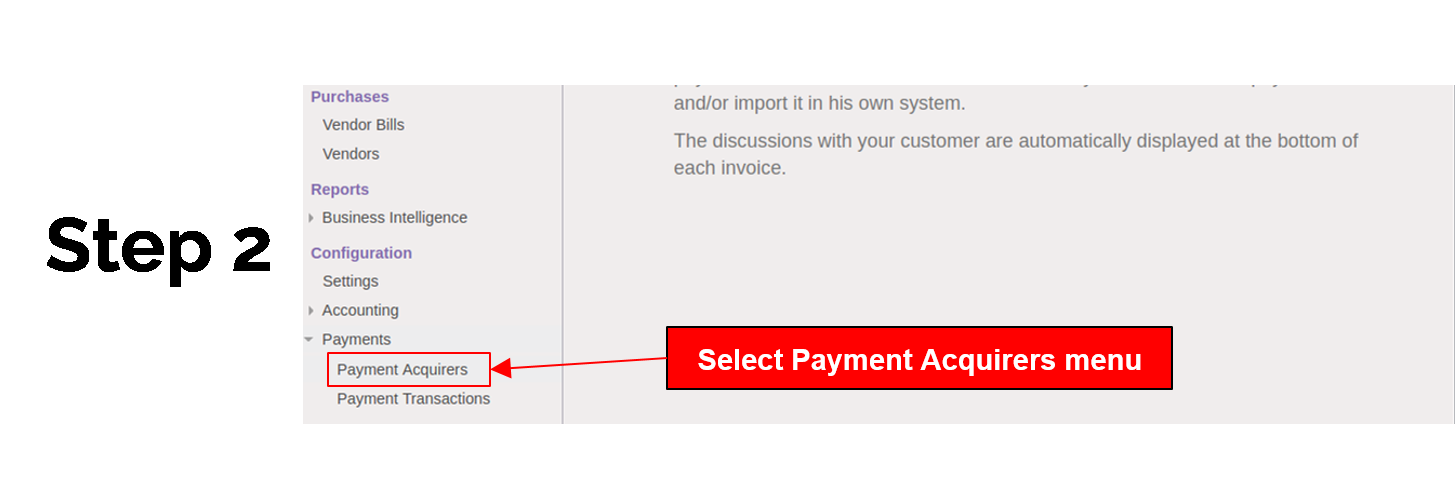 Step 2
Purchases
Vendor Bills
Vendors
Reports
Business Intelligence
Configuration
Settings
Accounting
Payments
Payment Acquirers
Payment Transactions
and/or import it in his own system.
The discussions with your customer are automatically displayed at the bottom of
each invoice.
Select Payment Acquirers menu